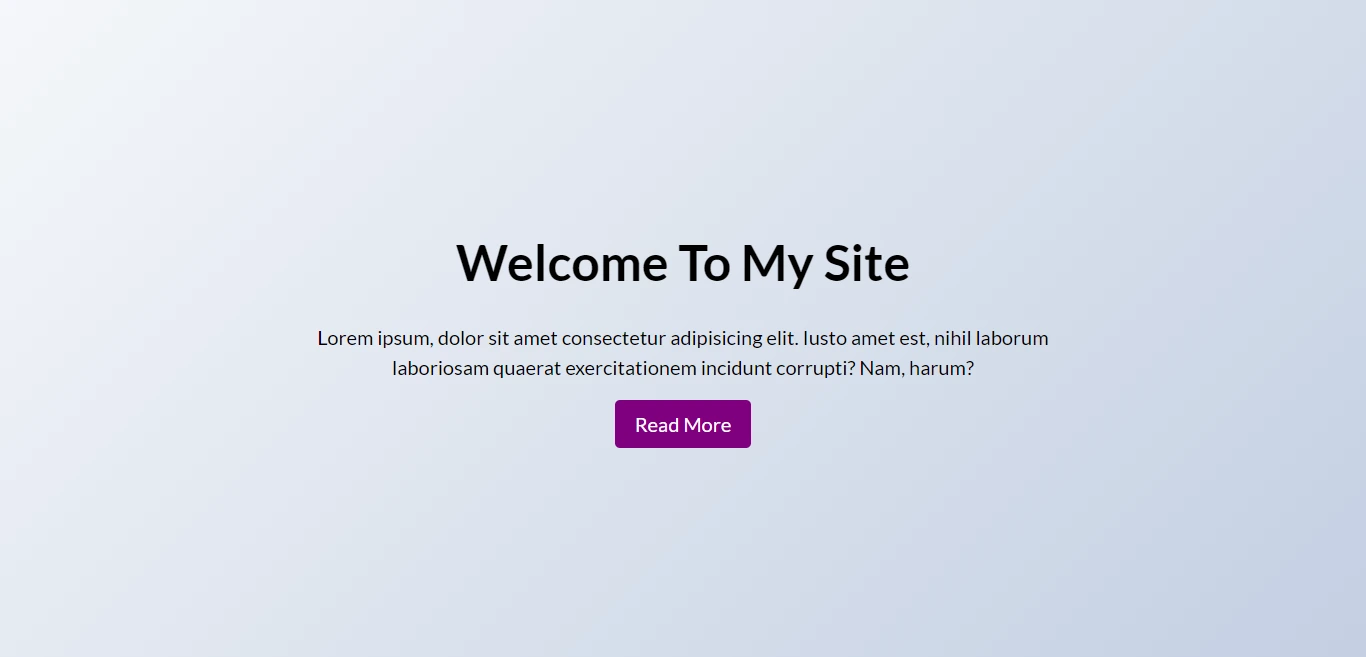 Welcome To My Site
Lorem ipsum, dolor sit amet consectetur adipisicing elit. Iusto amet est, nihil laborum
laboriosam quaerat exercitationem incidunt corrupti? Nam, harum?
Read More